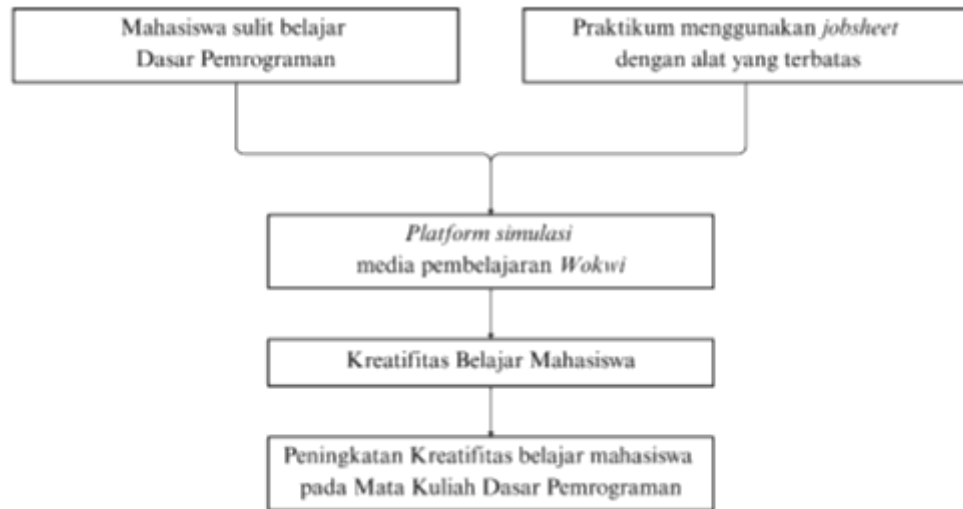 Mahasiswa sulit belajar
Dasar Pemrograman
Praktikum menggunakan jobsheet
dengan alat yang terbatas
Platform simulasi
media pembelajaran Wokwi
Kreatifitas Belajar Mahasiswa
Peningkatan Kreatifitas belajar mahasiswa
pada Mata Kuliah Dasar Pemrograman